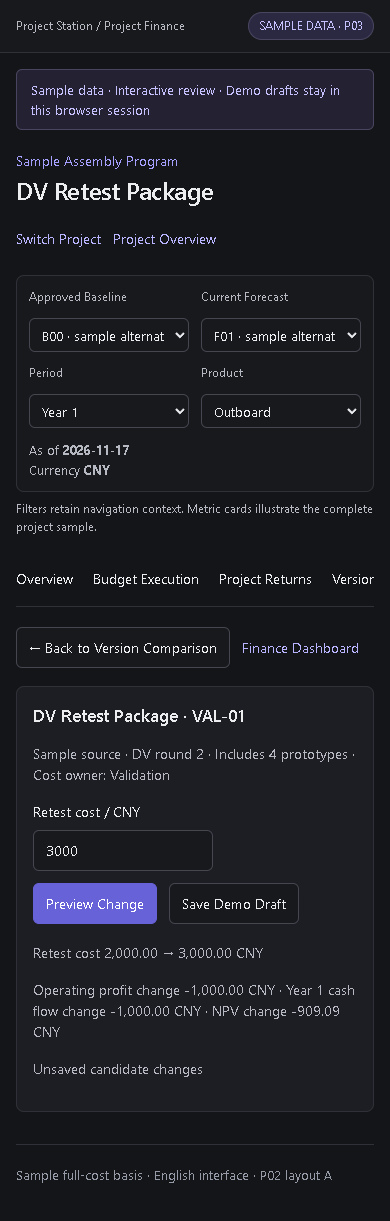 Project Station / Project Finance
SAMPLE DATA · P03
Sample data · Interactive review · Demo drafts stay in
this browser session
Sample Assembly Program
DV Retest Package
Switch Project Project Overview
Approved Baseline Current Forecast
B00 · sample alternat F01 · sample alternat
Period Product
Year 1 Outboard
As of 2026-11-17
Currency CNY
Filters retain navigation context. Metric cards illustrate the complete
project sample.
Overview Budget Execution Project Returns Version
← Back to Version Comparison Finance Dashboard
DV Retest Package · VAL-01
Sample source · DV round 2 · Includes 4 prototypes ·
Cost owner: Validation
Retest cost / CNY
3000
Preview Change Save Demo Draft
Retest cost 2,000.00 → 3,000.00 CNY
Operating profit change -1,000.00 CNY · Year 1 cash
flow change -1,000.00 CNY · NPV change -909.09
CNY
Unsaved candidate changes
Sample full-cost basis · English interface · P02 layout A